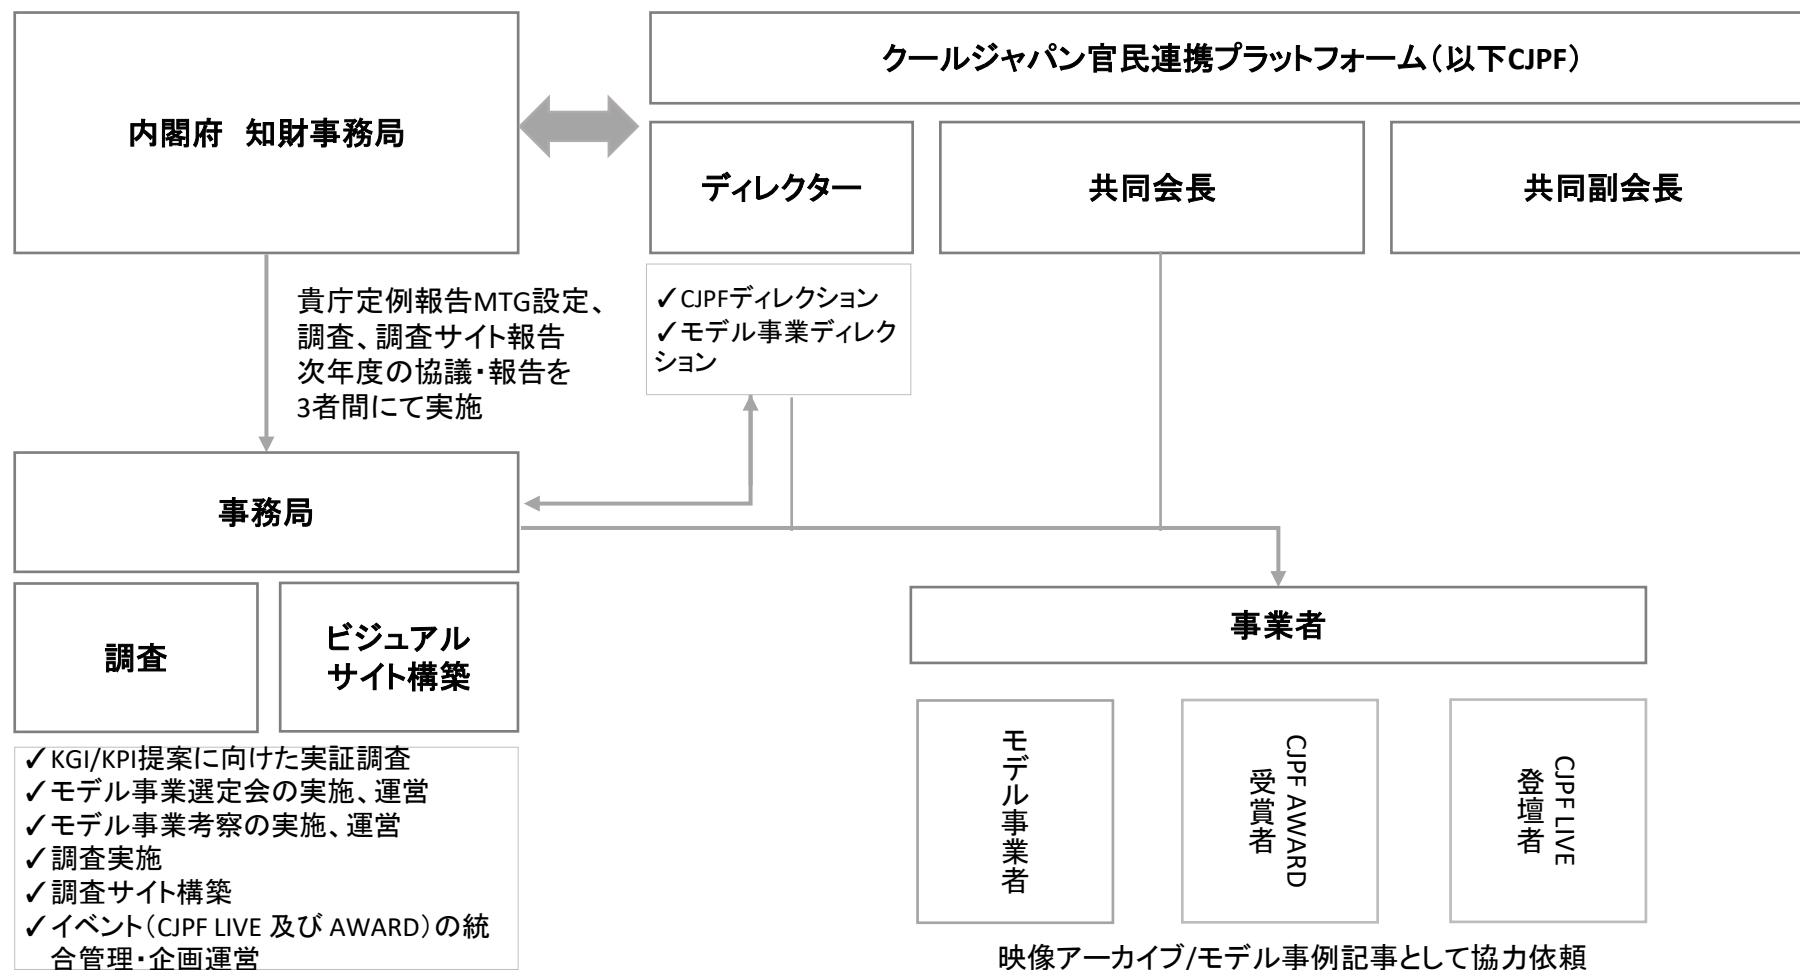 内閣府　知財事務局
クールジャパン官民連携プラットフォーム（以下CJPF）
ディレクター
共同会長
共同副会長
貴庁定例報告MTG設定、
調査、調査サイト報告
次年度の協議・報告を
3者間にて実施
✓CJPFディレクション
✓モデル事業ディレク
ション
事務局
調査
ビジュアル
サイト構築
✓KGI/KPI提案に向けた実証調査
✓モデル事業選定会の実施、運営
✓モデル事業考察の実施、運営
✓調査実施
✓調査サイト構築
✓イベント（CJPF LIVE 及び AWARD）の統
合管理・企画運営
事業者
モデル事業者
CJPF AWARD
受賞者
CJPF LIVE
登壇者
映像アーカイブ/モデル事例記事として協力依頼